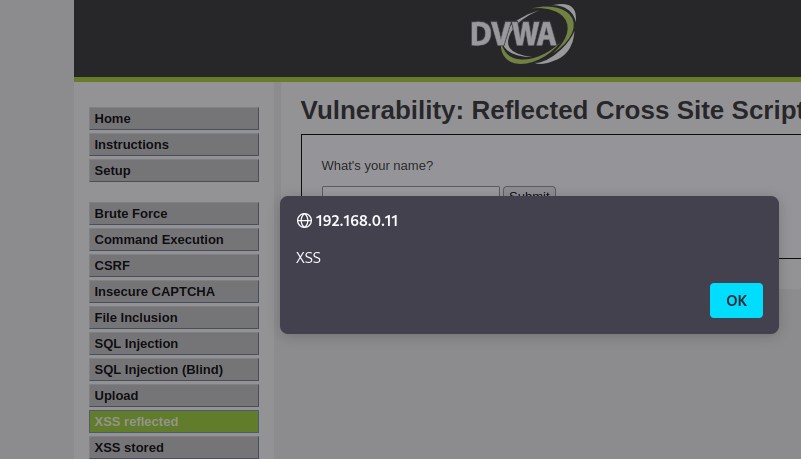 DVWA
Home
Instructions
Setup
Brute Force
Command Execution
CSRF
Insecure CAPTCHA
File Inclusion
SQL Injection
SQL Injection (Blind)
Upload
XSS reflected
XSS stored
Vulnerability: Reflected Cross Site Script
What's your name?
Submit
192.168.0.11
XSS
OK